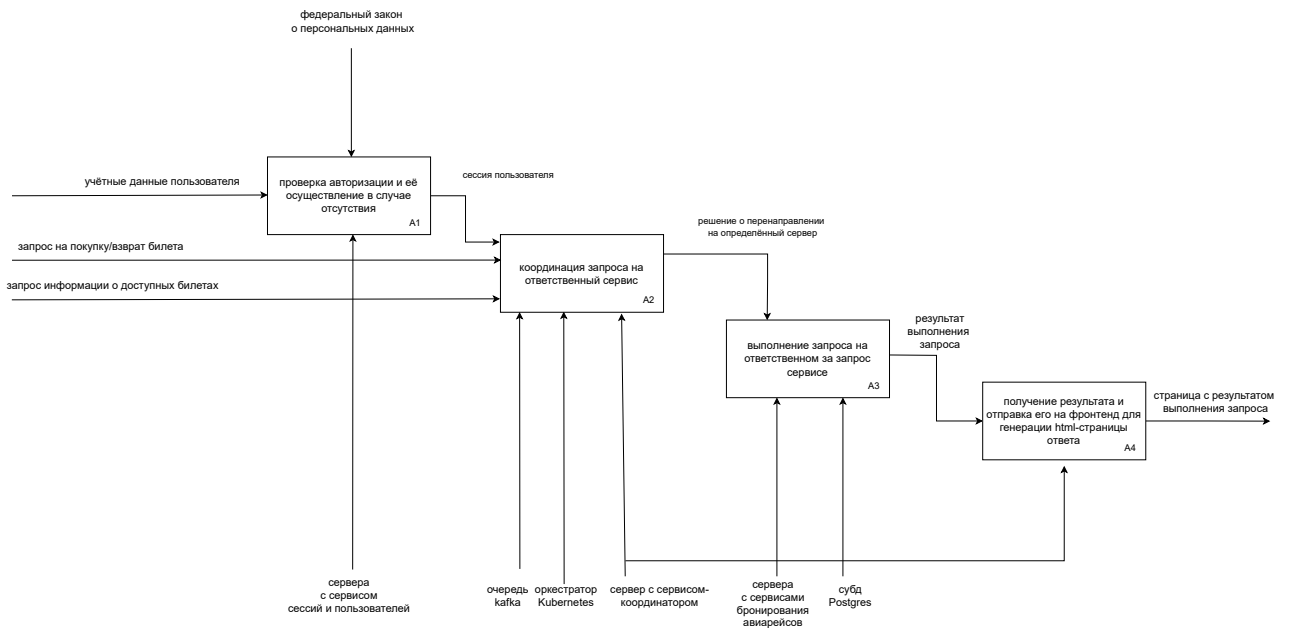 федеральный закон
о персональных данных
учётные данные пользователя
проверка авторизации и её
осуществление в случае
отсутствия
A1
сессия пользователя
запрос на покупку/взврат билета
запрос информации о доступных билетах
координация запроса на
ответственный сервис
A2
решение о перенаправлении
на определённый сервер
выполнение запроса на
ответственном за запрос
сервисе
A3
результат
выполнения
запроса
получение результата и
отправка его на фронтенд для
генерации html-страницы
ответа
A4
страница с результатом
выполнения запроса
сервера
с сервисом
сессий и пользователей
очередь
kafka
оркестратор
Kubernetes
сервер с сервисом-
координатором
сервера
с сервисами
бронирования
авиарейсов
субд
Postgres